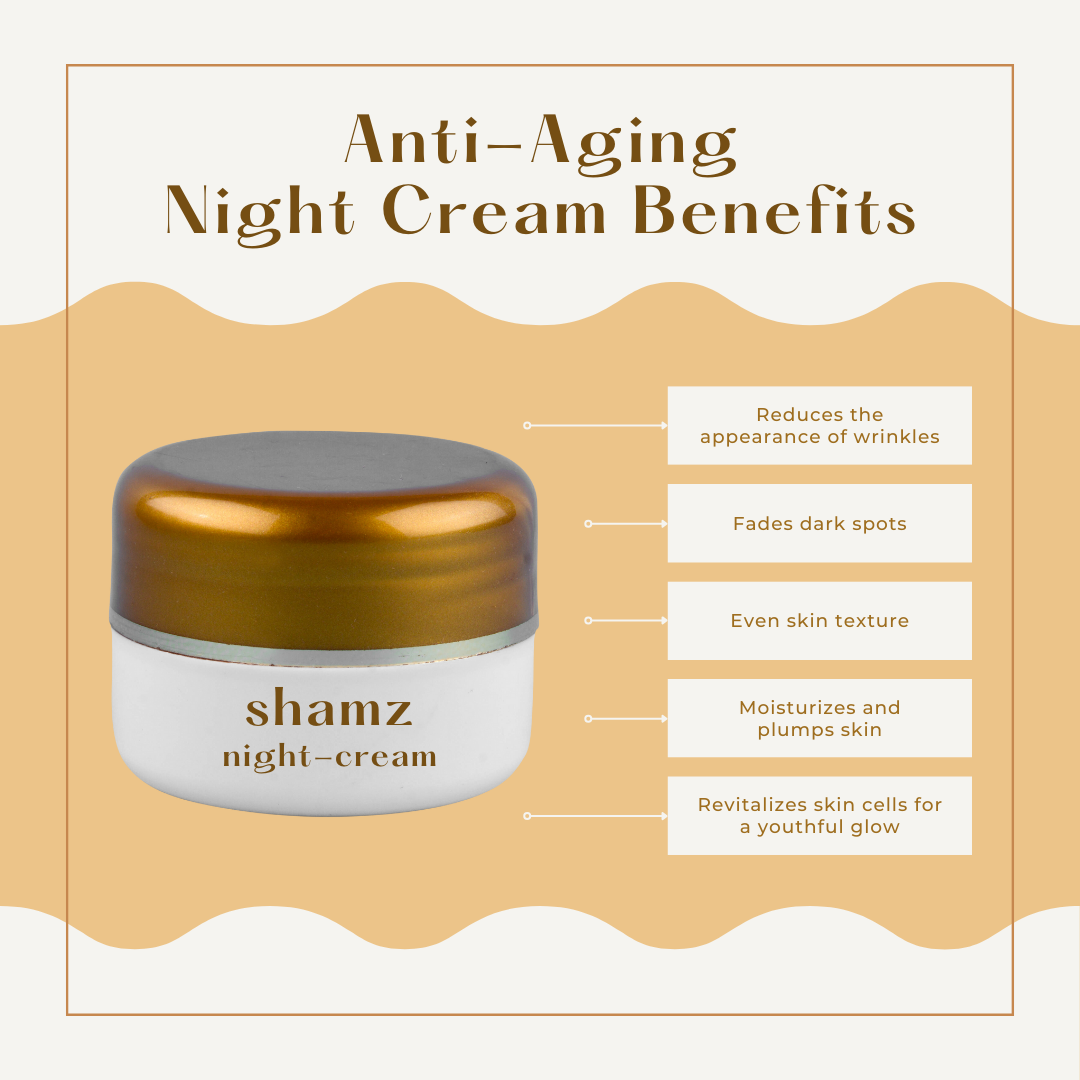 Anti-Aging
Night Cream Benefits
Reduces the
appearance of wrinkles
Fades dark spots
Even skin texture
Moisturizes and
plumps skin
Revitalizes skin cells for
a youthful glow
shamz
night-cream